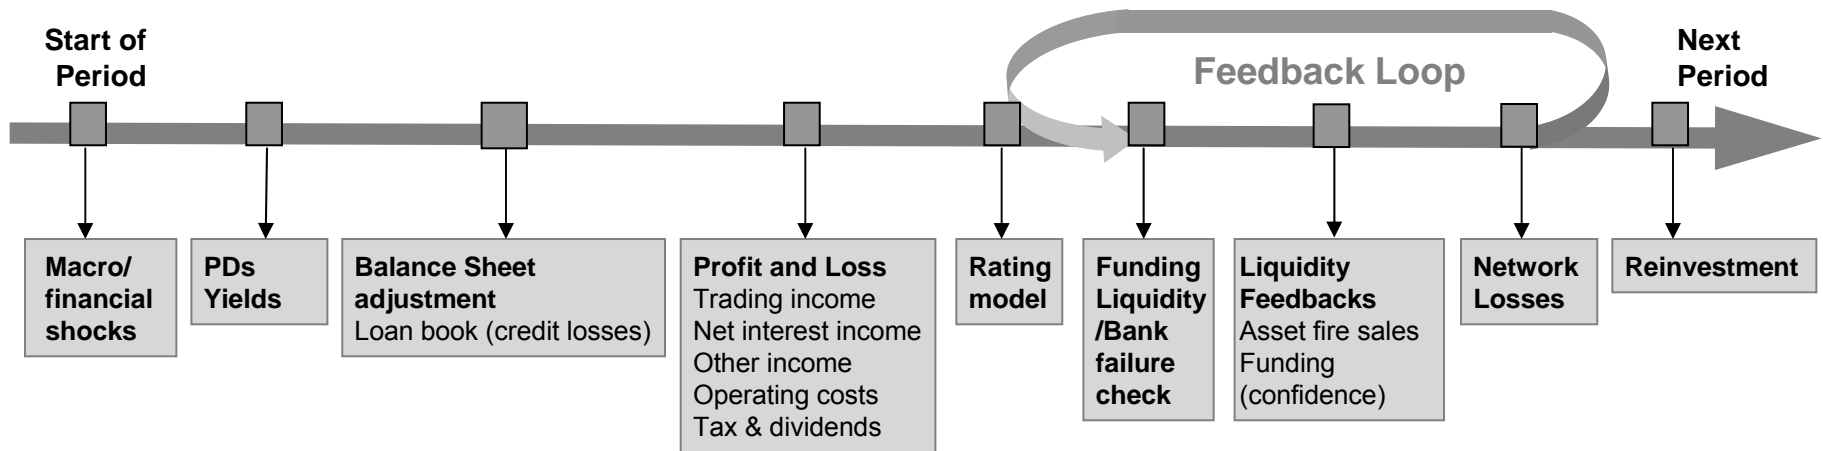 Start of
Period
Feedback Loop
Next
Period
Macro/
financial
shocks
PDs
Yields
Balance Sheet
adjustment
Loan book (credit losses)
Profit and Loss
Trading income
Net interest income
Other income
Operating costs
Tax & dividends
Rating
model
Funding
Liquidity
/Bank
failure
check
Liquidity
Feedbacks
Asset fire sales
Funding
(confidence)
Network
Losses
Reinvestment